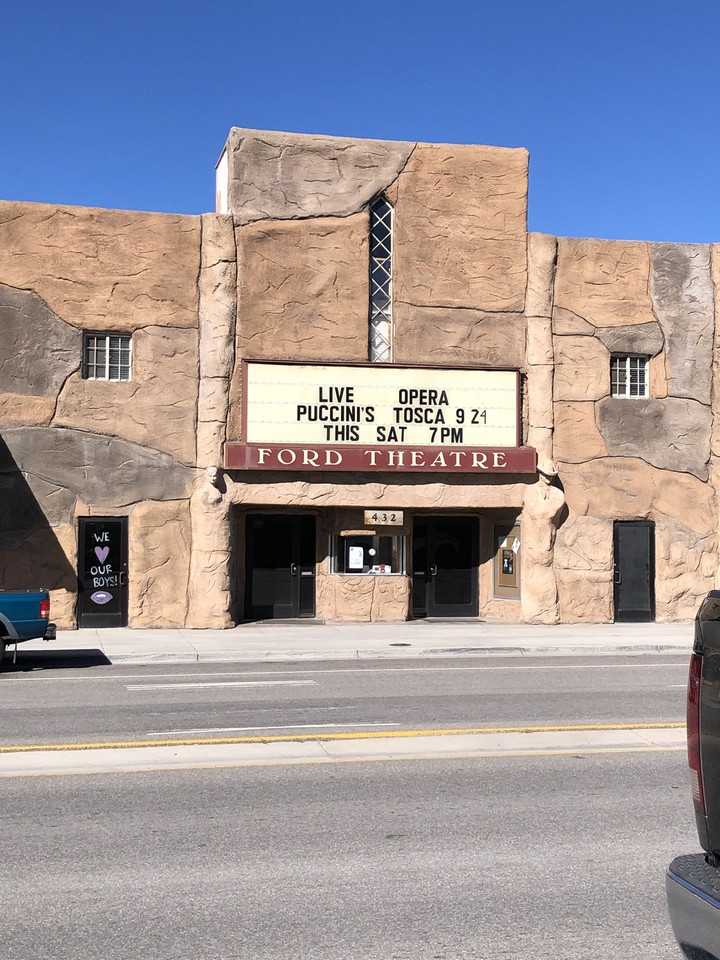 LIVE OPERA
PUCCINI'S TOSCA 9 24
THIS SAT 7PM
FORD THEATRE
432
WE
OUR
BOYS!